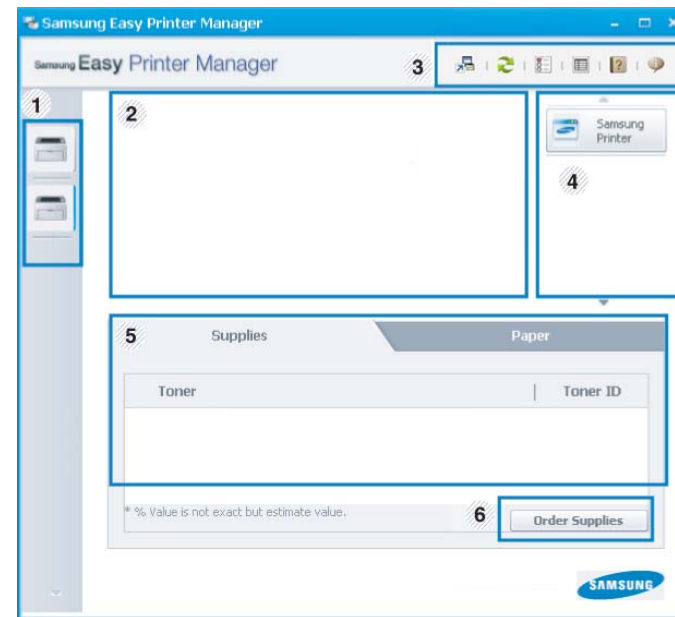 Samsung Easy Printer Manager
Samsung Easy Printer Manager
3
1
2
Samsung
Printer
4
5 Supplies Paper
Toner Toner ID
* % Value is not exact but estimate value.
6 Order Supplies
SAMSUNG